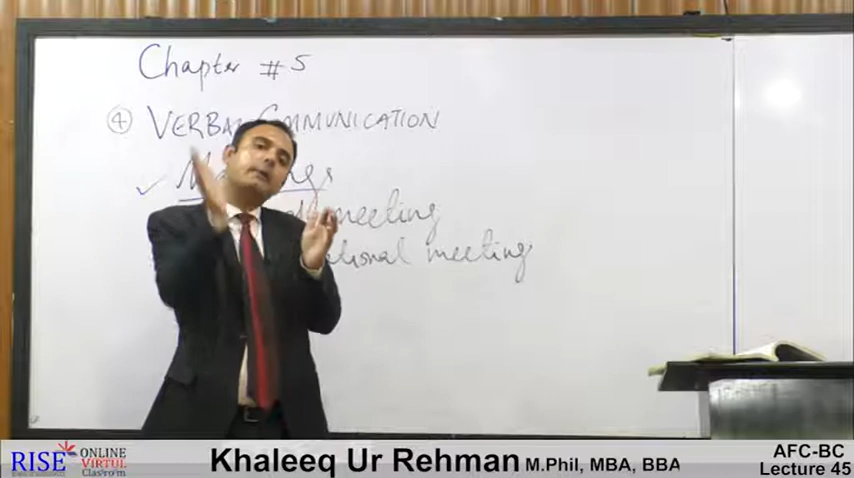 Chapter #5
④ VERBAL COMMUNICATION
✓ Meetings
meeting
meeting
RISE ONLINE VIRTUL Classroom
Khaleeq Ur Rehman M.Phil, MBA, BBA
AFC-BC
Lecture 45